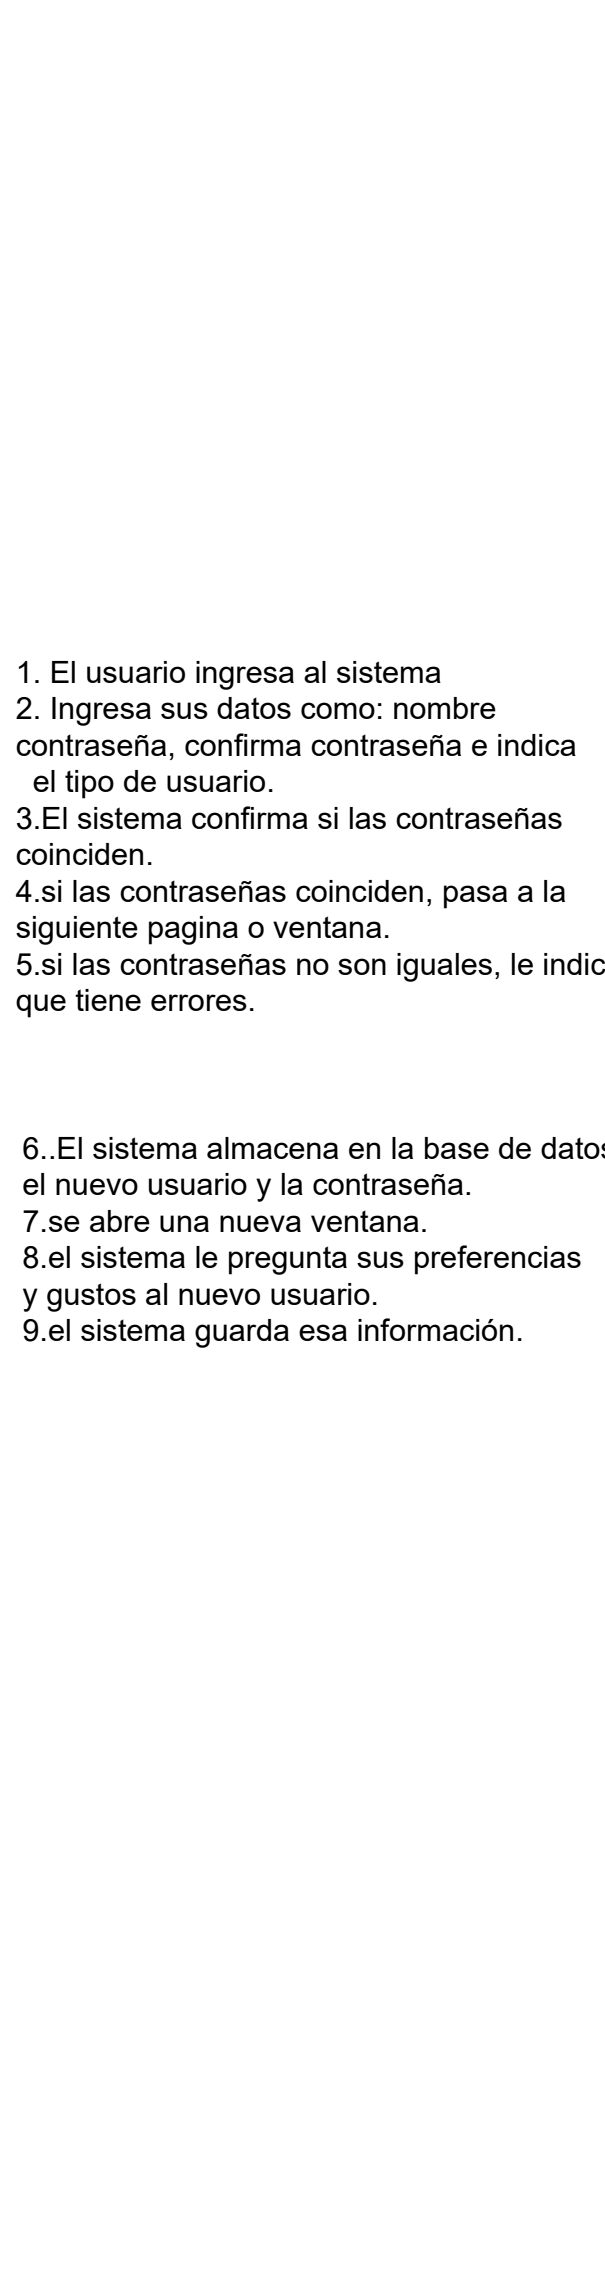 1. El usuario ingresa al sistema
2. Ingresa sus datos como: nombre
contraseña, confirma contraseña e indica
el tipo de usuario.
3.El sistema confirma si las contraseñas
coinciden.
4.si las contraseñas coinciden, pasa a la
siguiente pagina o ventana.
5.si las contraseñas no son iguales, le indic
que tiene errores.
6..El sistema almacena en la base de datos
el nuevo usuario y la contraseña.
7.se abre una nueva ventana.
8.el sistema le pregunta sus preferencias
y gustos al nuevo usuario.
9.el sistema guarda esa información.